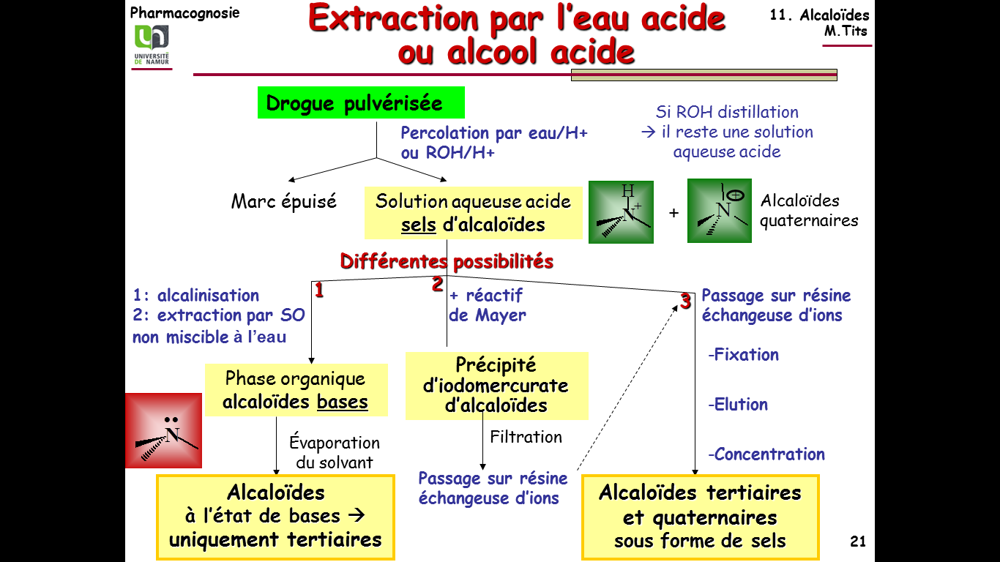 Pharmacognosie
UNIVERSITÉ
DE NAMUR
Extraction par l'eau acide
ou alcool acide
11. Alcaloïdes
M.Tits
Drogue pulvérisée
Percolation par eau/H+
ou ROH/H+
Si ROH distillation
→ il reste une solution
aqueuse acide
Marc épuisé
Solution aqueuse acide
sels d'alcaloïdes
H
N+
+
N
Alcaloïdes
quaternaires
Différentes possibilités
1
2
3
1: alcalinisation
2: extraction par SO
non miscible à l'eau
+ réactif
de Mayer
Passage sur résine
échangeuse d'ions
-Fixation
-Elution
-Concentration
Phase organique
alcaloïdes bases
Précipité
d'iodomercurate
d'alcaloïdes
N
Évaporation
du solvant
Filtration
Passage sur résine
échangeuse d'ions
Alcaloïdes
à l'état de bases →
uniquement tertiaires
Alcaloïdes tertiaires
et quaternaires
sous forme de sels
21